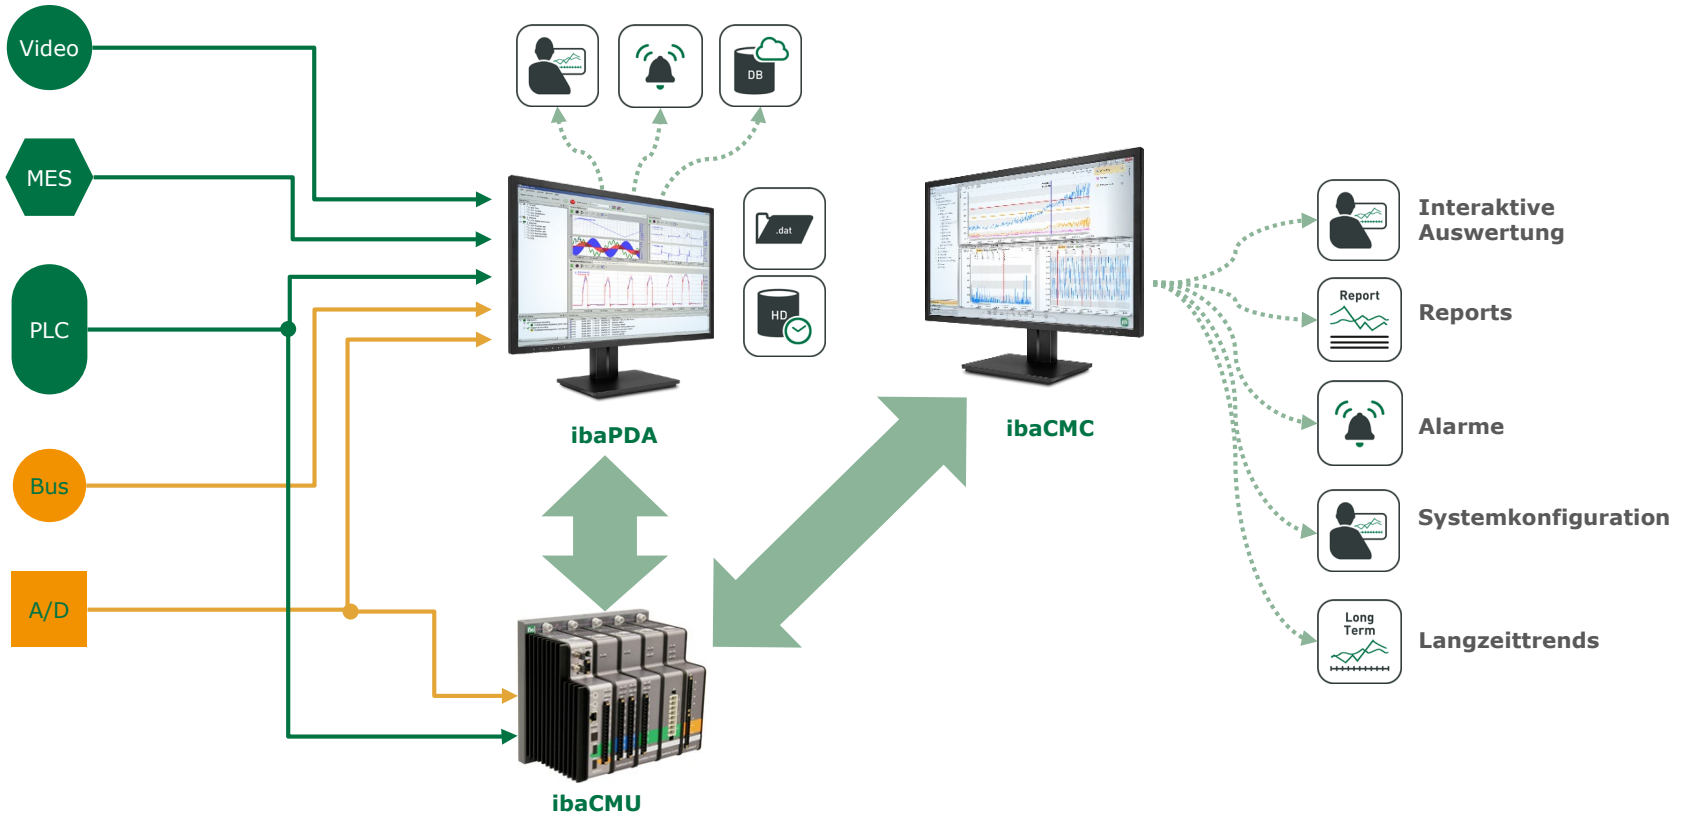 Video
MES
PLC
Bus
A/D
DB
.dat
HD
ibaPDA
ibaCMC
ibaCMU
Interaktive
Auswertung
Report
Reports
Alarme
Systemkonfiguration
Long
Term
Langzeittrends